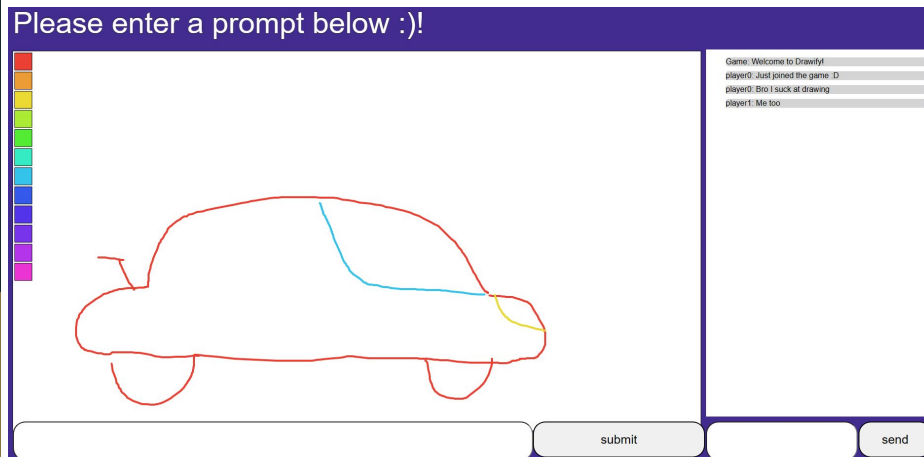 Please enter a prompt below :)!
Game: Welcome to Drawify!
player0: Just joined the game :D
player0: Bro I suck at drawing
player1: Me too
submit
send